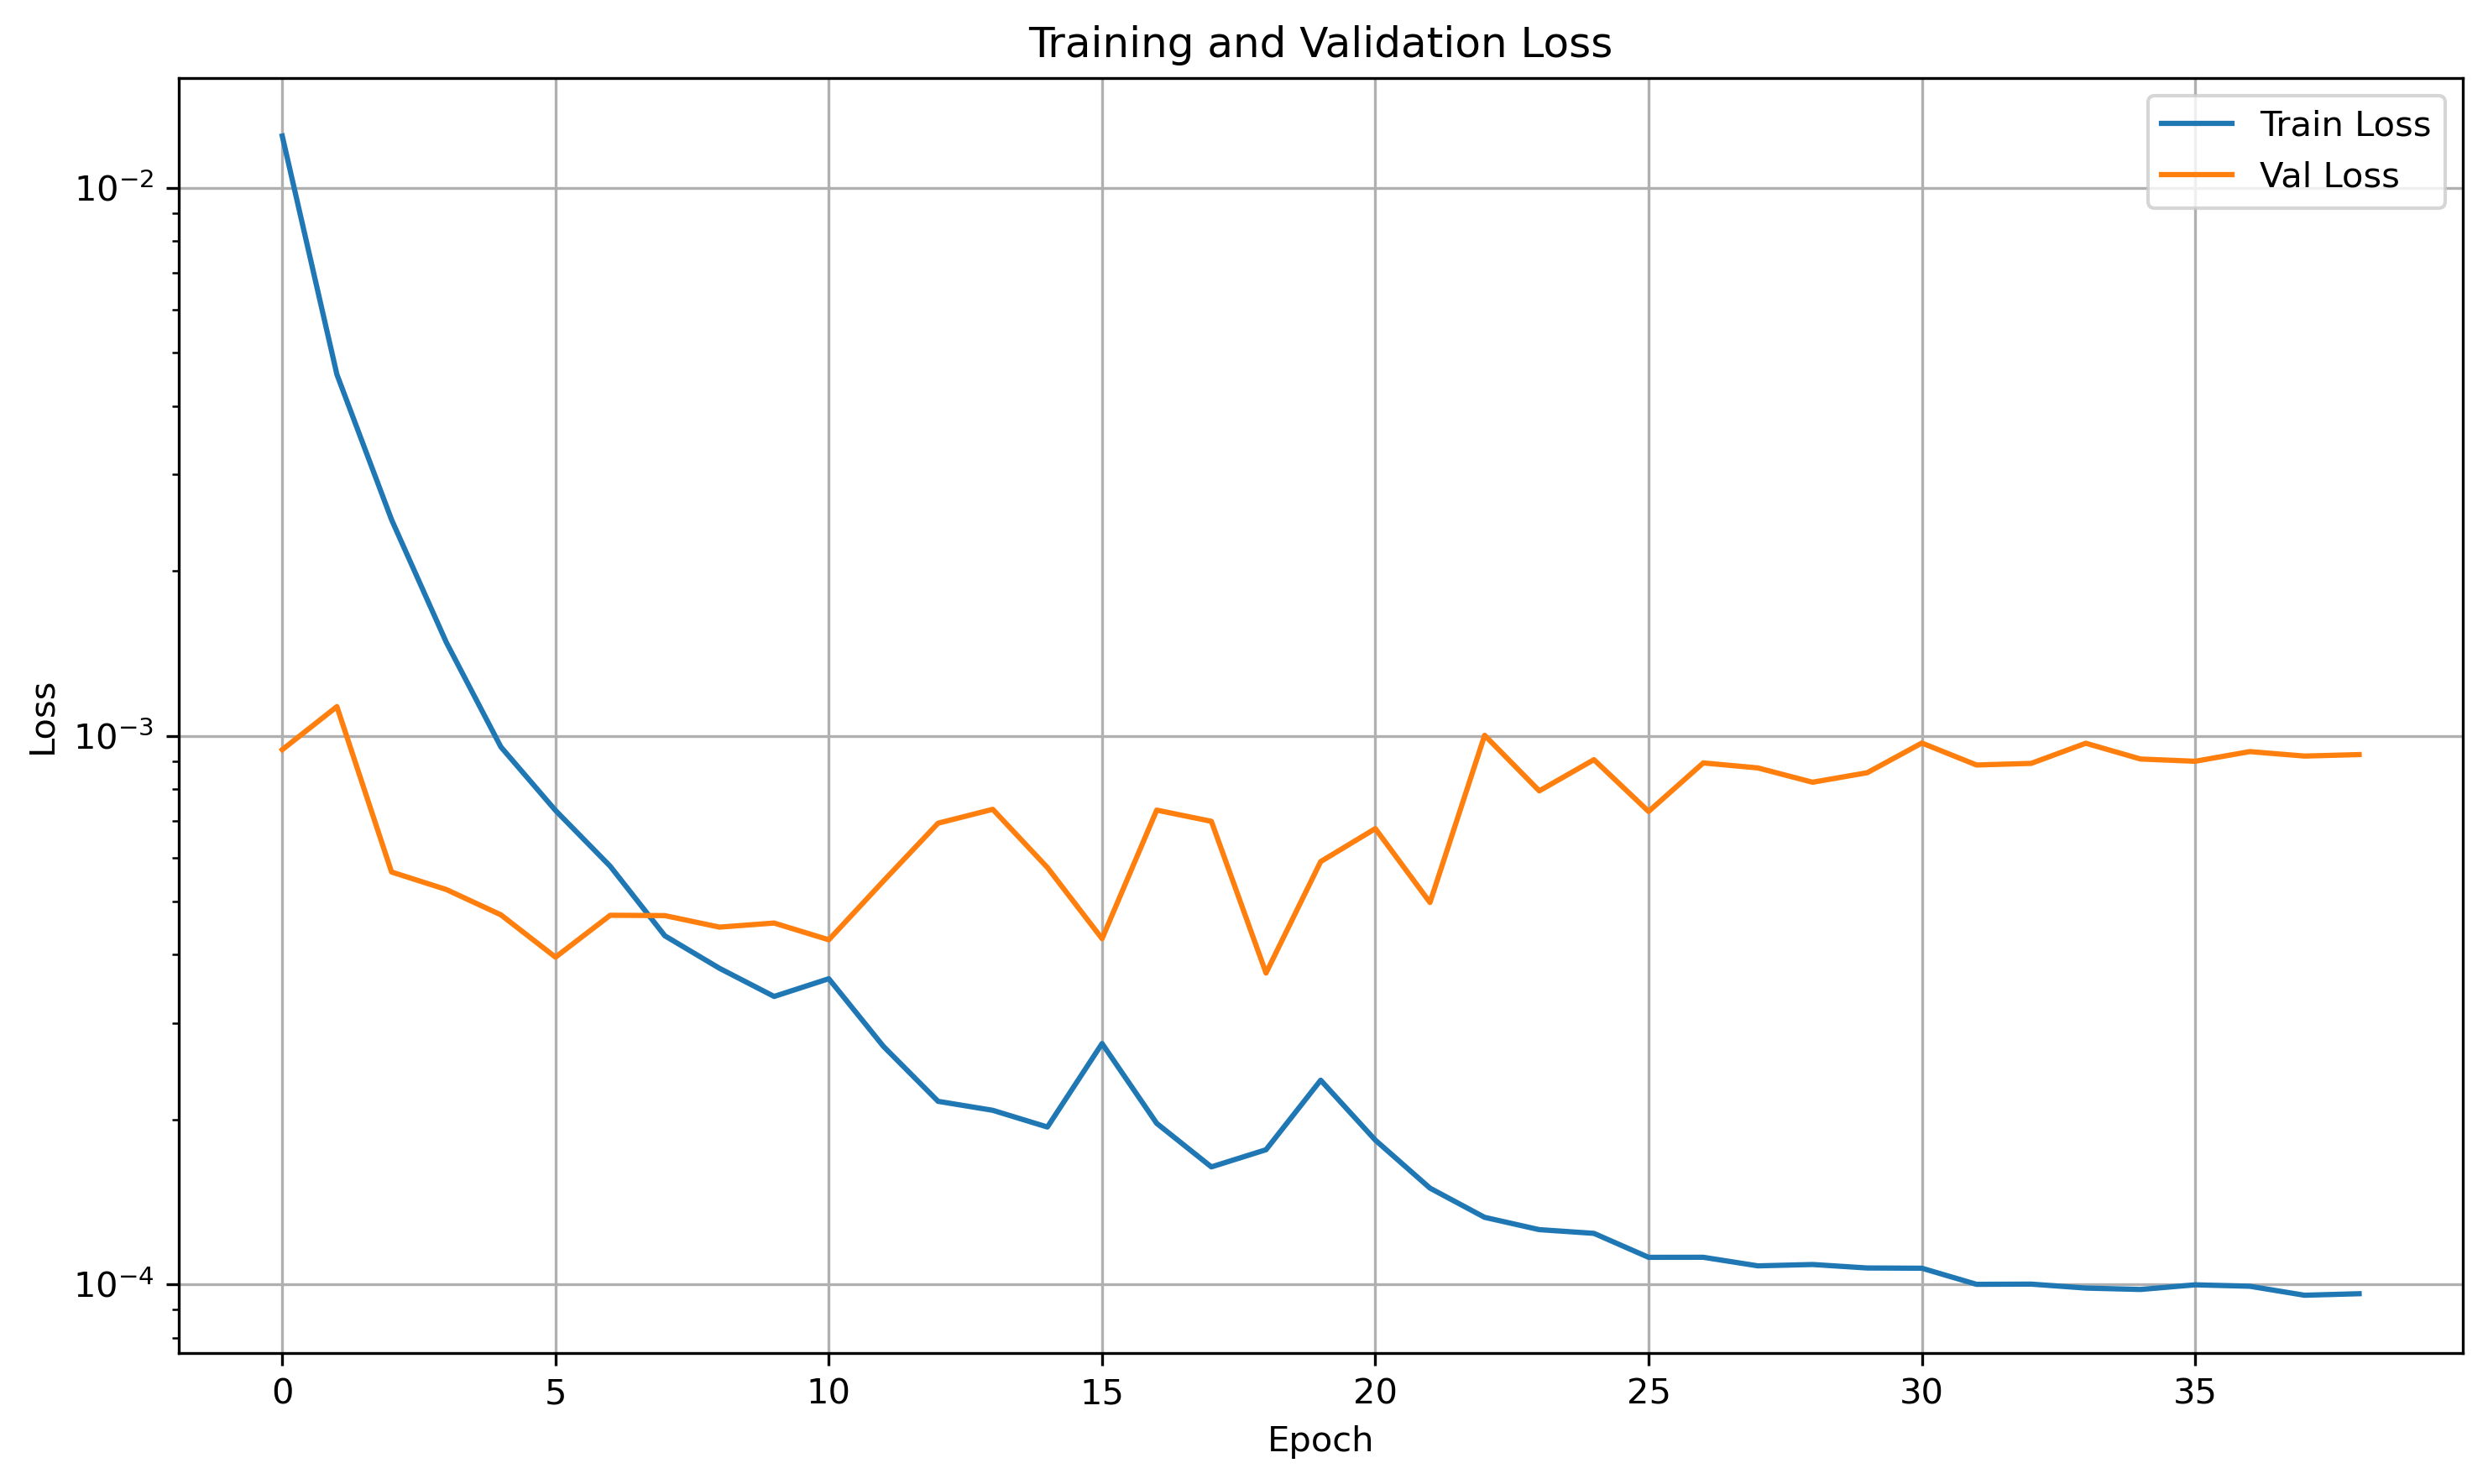 Training and Validation Loss
Train Loss
Val Loss
10⁻²
10⁻³
10⁻⁴
Loss
0 5 10 15 20 25 30 35
Epoch